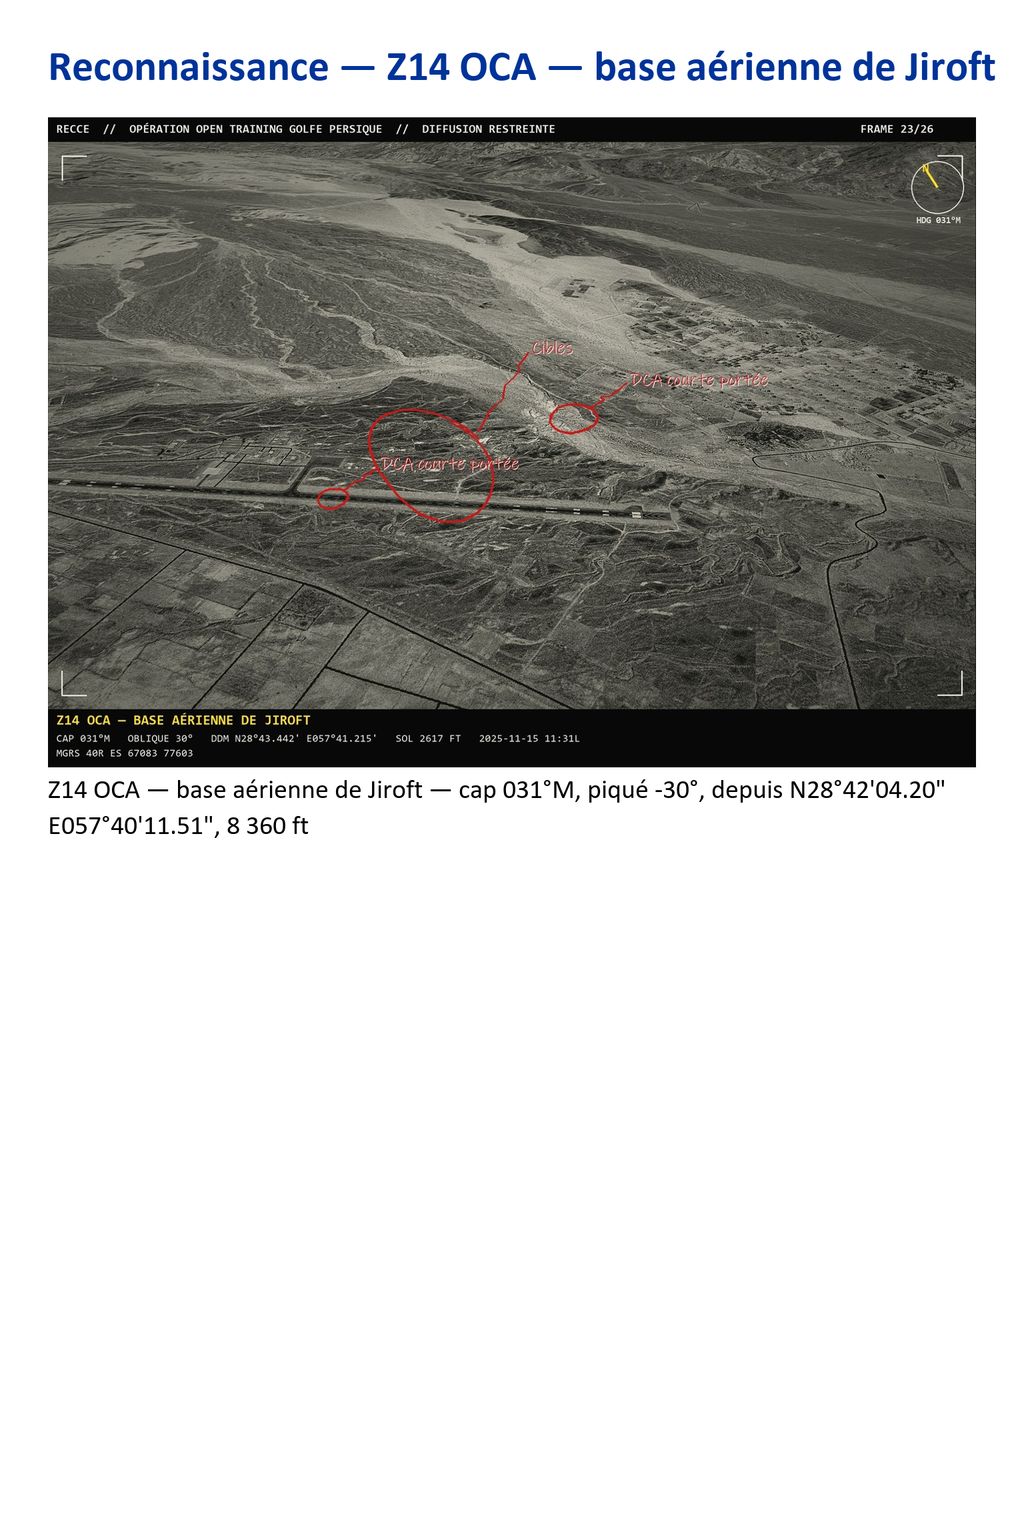 Reconnaissance — Z14 OCA — base aérienne de Jiroft
RECCE // OPÉRATION OPEN TRAINING GOLFE PERSIQUE // DIFFUSION RESTREINTE FRAME 23/26
N
HDG 031°M
Cibles
DCA courte portée
DCA courte portée
Z14 OCA — BASE AÉRIENNE DE JIROFT
CAP 031°M OBLIQUE 30° DDM N28°43.442' E057°41.215' SOL 2617 FT 2025-11-15 11:31L
MGRS 40R ES 67083 77603
Z14 OCA — base aérienne de Jiroft — cap 031°M, piqué -30°, depuis N28°42'04.20"
E057°40'11.51", 8 360 ft